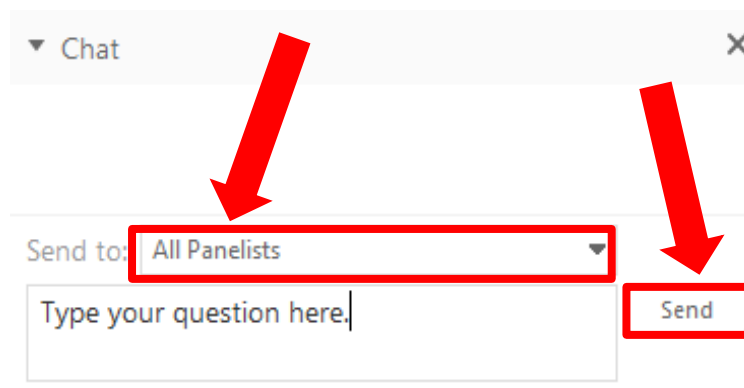 Chat
Send to: All Panelists
Type your question here.
Send